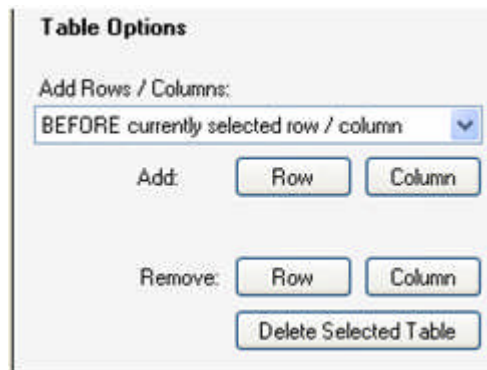 Table Options
Add Rows / Columns:
BEFORE currently selected row / column
Add: Row Column
Remove: Row Column
Delete Selected Table